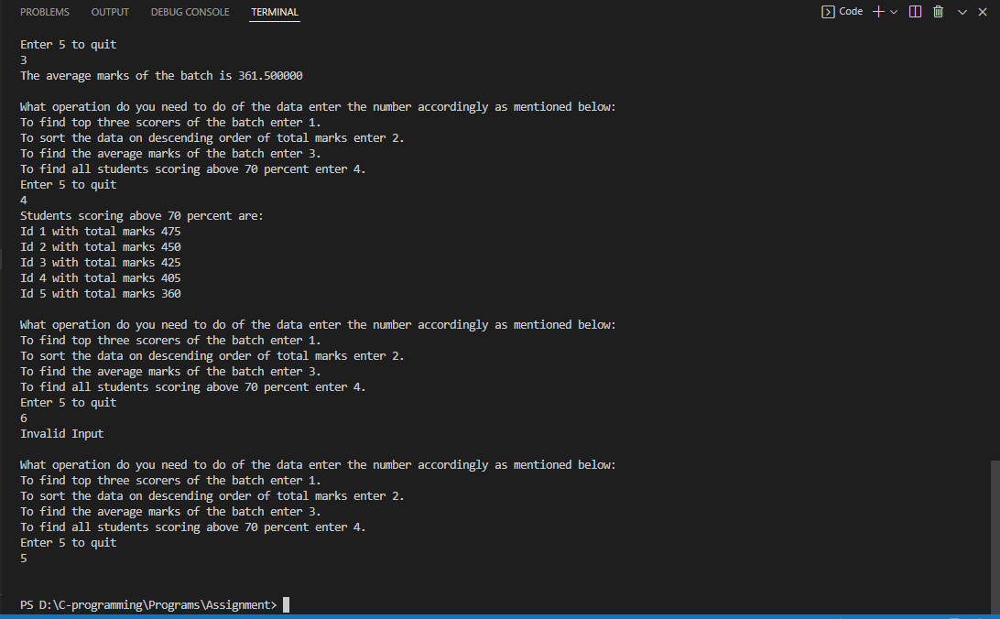 PROBLEMS OUTPUT DEBUG CONSOLE TERMINAL Code
Enter 5 to quit
3
The average marks of the batch is 361.500000
What operation do you need to do of the data enter the number accordingly as mentioned below:
To find top three scorers of the batch enter 1.
To sort the data on descending order of total marks enter 2.
To find the average marks of the batch enter 3.
To find all students scoring above 70 percent enter 4.
Enter 5 to quit
4
Students scoring above 70 percent are:
Id 1 with total marks 475
Id 2 with total marks 450
Id 3 with total marks 425
Id 4 with total marks 405
Id 5 with total marks 360
What operation do you need to do of the data enter the number accordingly as mentioned below:
To find top three scorers of the batch enter 1.
To sort the data on descending order of total marks enter 2.
To find the average marks of the batch enter 3.
To find all students scoring above 70 percent enter 4.
Enter 5 to quit
6
Invalid Input
What operation do you need to do of the data enter the number accordingly as mentioned below:
To find top three scorers of the batch enter 1.
To sort the data on descending order of total marks enter 2.
To find the average marks of the batch enter 3.
To find all students scoring above 70 percent enter 4.
Enter 5 to quit
5
PS D:\C-programming\Programs\Assignment>